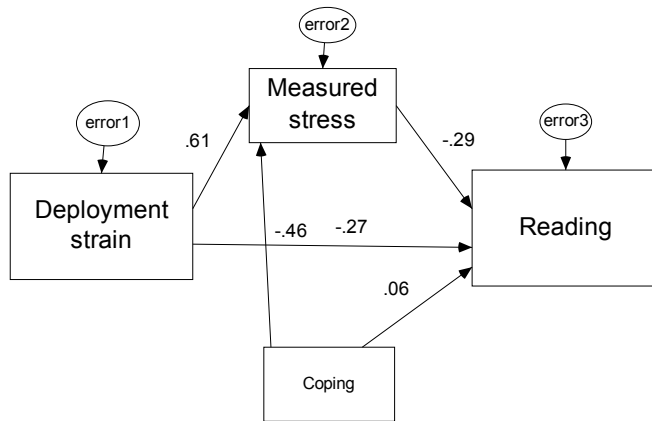 error2
Measured
stress
error1
error3
.61
-.29
Deployment
strain
Reading
-.46
-.27
.06
Coping